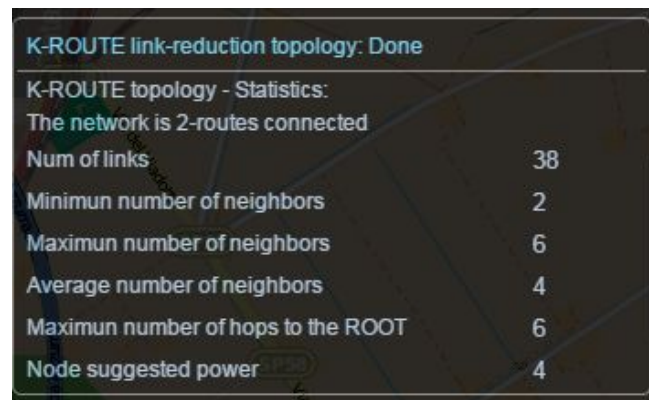 K-ROUTE link-reduction topology: Done
K-ROUTE topology - Statistics:
The network is 2-routes connected
Num of links 38
Minimun number of neighbors 2
Maximun number of neighbors 6
Average number of neighbors 4
Maximun number of hops to the ROOT 6
Node suggested power 4